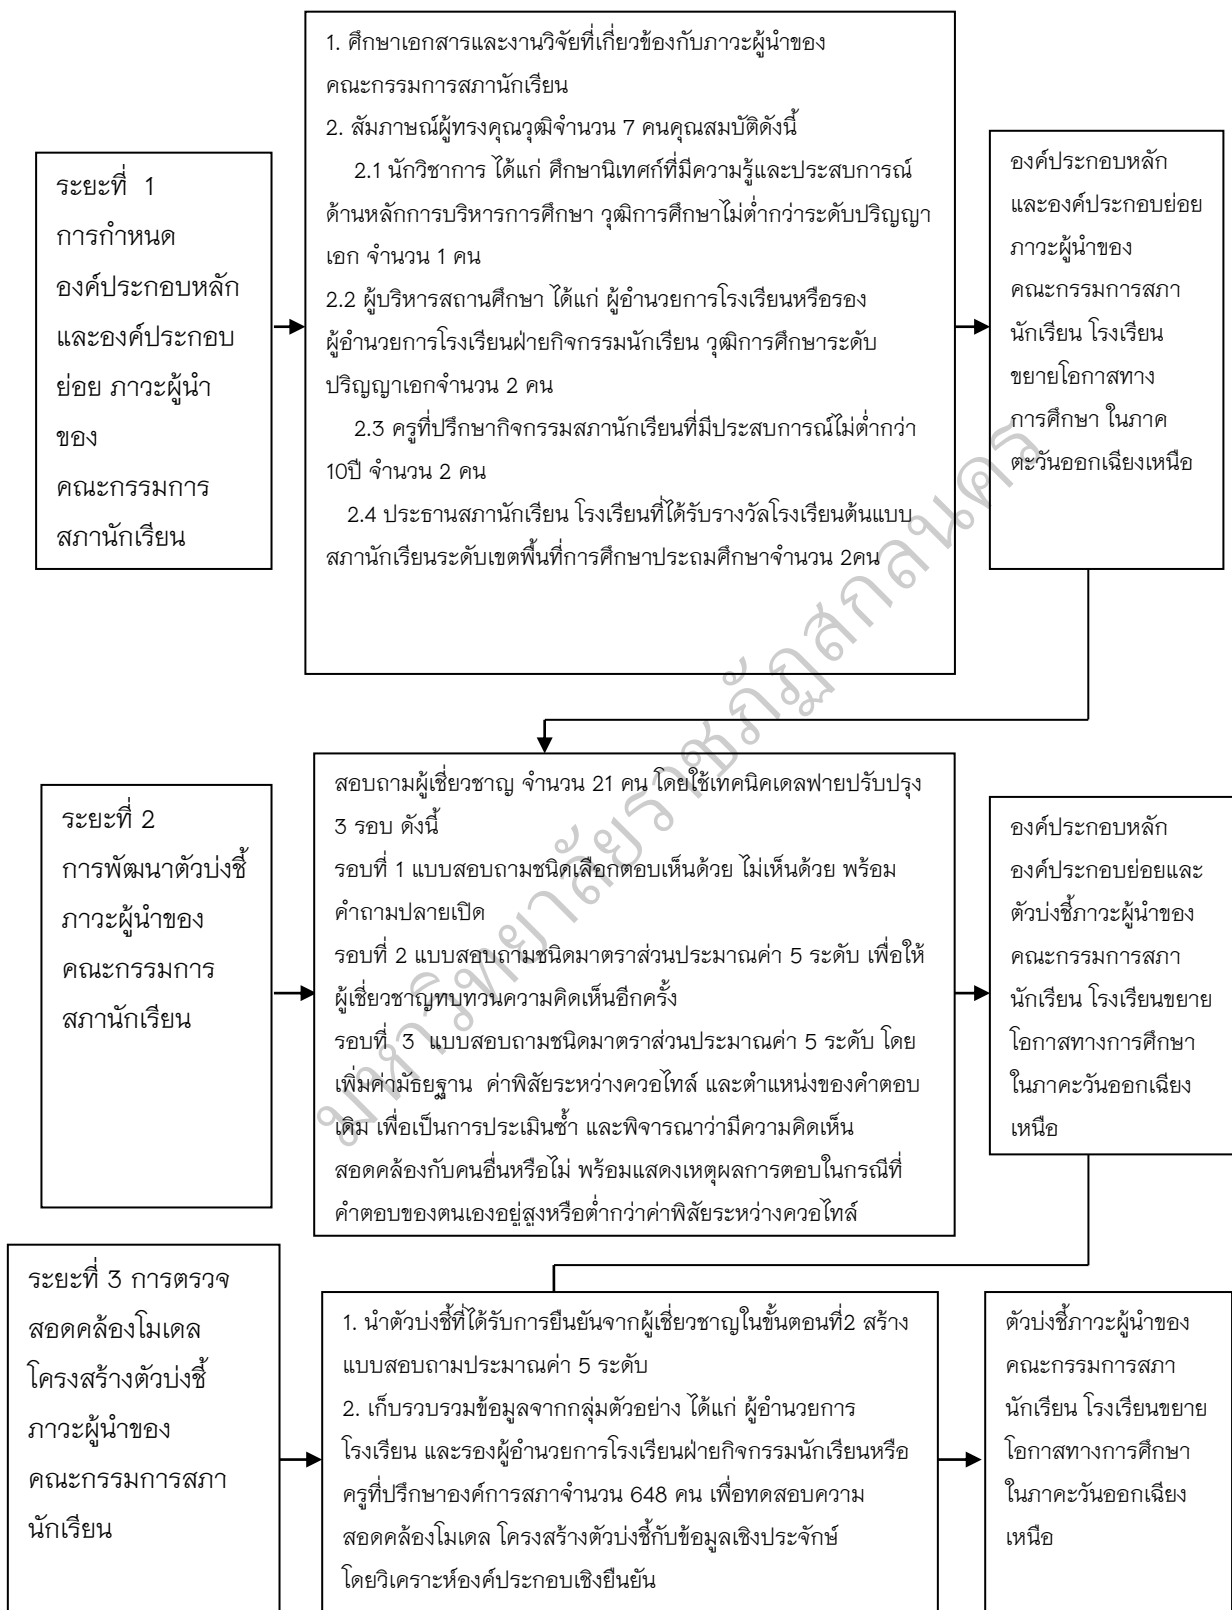 ระยะที่ 1
การกำหนด
องค์ประกอบหลัก
และองค์ประกอบ
ย่อย ภาวะผู้นำ
ของ
คณะกรรมการ
สภานักเรียน
1. ศึกษาเอกสารและงานวิจัยที่เกี่ยวข้องกับภาวะผู้นำของ
คณะกรรมการสภานักเรียน
2. สัมภาษณ์ผู้ทรงคุณวุฒิจำนวน 7 คนคุณสมบัติดังนี้
2.1 นักวิชาการ ได้แก่ ศึกษานิเทศก์ที่มีความรู้และประสบการณ์
ด้านหลักการบริหารการศึกษา วุฒิการศึกษาไม่ต่ำกว่าระดับปริญญา
เอก จำนวน 1 คน
2.2 ผู้บริหารสถานศึกษา ได้แก่ ผู้อำนวยการโรงเรียนหรือรอง
ผู้อำนวยการโรงเรียนฝ่ายกิจกรรมนักเรียน วุฒิการศึกษาระดับ
ปริญญาเอกจำนวน 2 คน
2.3 ครูที่ปรึกษากิจกรรมสภานักเรียนที่มีประสบการณ์ไม่ต่ำกว่า
10ปี จำนวน 2 คน
2.4 ประธานสภานักเรียน โรงเรียนที่ได้รับรางวัลโรงเรียนต้นแบบ
สภานักเรียนระดับเขตพื้นที่การศึกษาประถมศึกษาจำนวน 2คน
องค์ประกอบหลัก
และองค์ประกอบย่อย
ภาวะผู้นำของ
คณะกรรมการสภา
นักเรียน โรงเรียน
ขยายโอกาสทาง
การศึกษา ในภาค
ตะวันออกเฉียงเหนือ
ระยะที่ 2
การพัฒนาตัวบ่งชี้
ภาวะผู้นำของ
คณะกรรมการ
สภานักเรียน
สอบถามผู้เชี่ยวชาญ จำนวน 21 คน โดยใช้เทคนิคเดลฟายปรับปรุง
3 รอบ ดังนี้
รอบที่ 1 แบบสอบถามชนิดเลือกตอบเห็นด้วย ไม่เห็นด้วย พร้อม
คำถามปลายเปิด
รอบที่ 2 แบบสอบถามชนิดมาตราส่วนประมาณค่า 5 ระดับ เพื่อให้
ผู้เชี่ยวชาญทบทวนความคิดเห็นอีกครั้ง
รอบที่ 3 แบบสอบถามชนิดมาตราส่วนประมาณค่า 5 ระดับ โดย
เพิ่มค่ามัธยฐาน ค่าพิสัยระหว่างควอไทล์ และตำแหน่งของคำตอบ
เดิม เพื่อเป็นการประเมินซ้ำ และพิจารณาว่ามีความคิดเห็น
สอดคล้องกับคนอื่นหรือไม่ พร้อมแสดงเหตุผลการตอบในกรณีที่
คำตอบของตนเองอยู่สูงหรือต่ำกว่าค่าพิสัยระหว่างควอไทล์
องค์ประกอบหลัก
องค์ประกอบย่อยและ
ตัวบ่งชี้ภาวะผู้นำของ
คณะกรรมการสภา
นักเรียน โรงเรียนขยาย
โอกาสทางการศึกษา
ในภาคะวันออกเฉียง
เหนือ
ระยะที่ 3 การตรวจ
สอดคล้องโมเดล
โครงสร้างตัวบ่งชี้
ภาวะผู้นำของ
คณะกรรมการสภา
นักเรียน
1. นำตัวบ่งชี้ที่ได้รับการยืนยันจากผู้เชี่ยวชาญในขั้นตอนที่2 สร้าง
แบบสอบถามประมาณค่า 5 ระดับ
2. เก็บรวบรวมข้อมูลจากกลุ่มตัวอย่าง ได้แก่ ผู้อำนวยการ
โรงเรียน และรองผู้อำนวยการโรงเรียนฝ่ายกิจกรรมนักเรียนหรือ
ครูที่ปรึกษาองค์การสภาจำนวน 648 คน เพื่อทดสอบความ
สอดคล้องโมเดล โครงสร้างตัวบ่งชี้กับข้อมูลเชิงประจักษ์
โดยวิเคราะห์องค์ประกอบเชิงยืนยัน
ตัวบ่งชี้ภาวะผู้นำของ
คณะกรรมการสภา
นักเรียน โรงเรียนขยาย
โอกาสทางการศึกษา
ในภาคะวันออกเฉียง
เหนือ
มหาวิทยาลัยราชภัฏสกลนคร